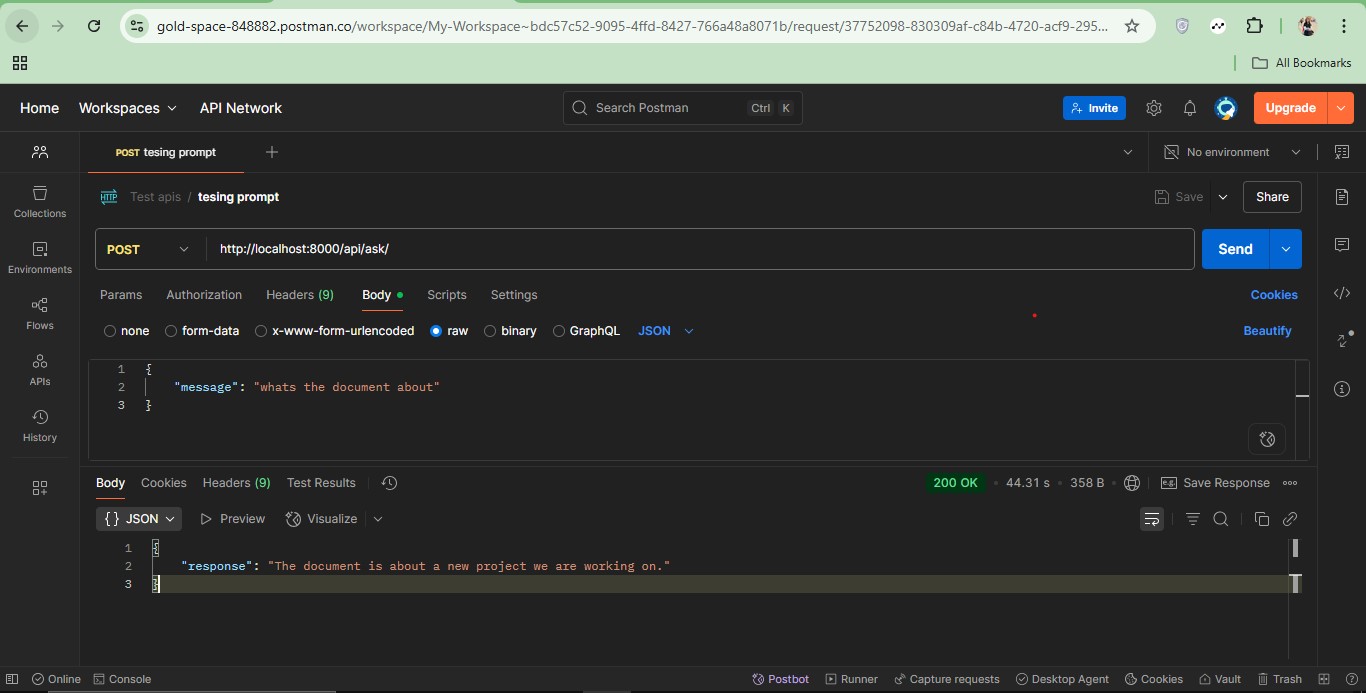 gold-space-848882.postman.co/workspace/My-Workspace~bdc57c52-9095-4ffd-8427-766a48a8071b/request/37752098-830309af-c84b-4720-acf9-295...
All Bookmarks
Home Workspaces API Network Search Postman Ctrl K Invite Upgrade
POST tesing prompt No environment
HTTP Test apis / tesing prompt Save Share
Collections
POST http://localhost:8000/api/ask/ Send
Environments
Params Authorization Headers (9) Body Scripts Settings Cookies
Flows
none form-data x-www-form-urlencoded raw binary GraphQL JSON Beautify
APIs
History
1 {
2 "message": "whats the document about"
3 }
Body Cookies Headers (9) Test Results 200 OK 44.31 s 358 B e.g. Save Response
{} JSON Preview Visualize
1 {
2 "response": "The document is about a new project we are working on."
3 }
Online Console Postbot Runner Capture requests Desktop Agent Cookies Vault Trash